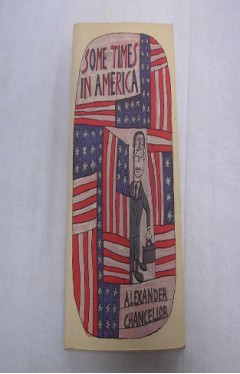 SOME TIMES
IN AMERICA
ALEXANDER
CHANCELLOR